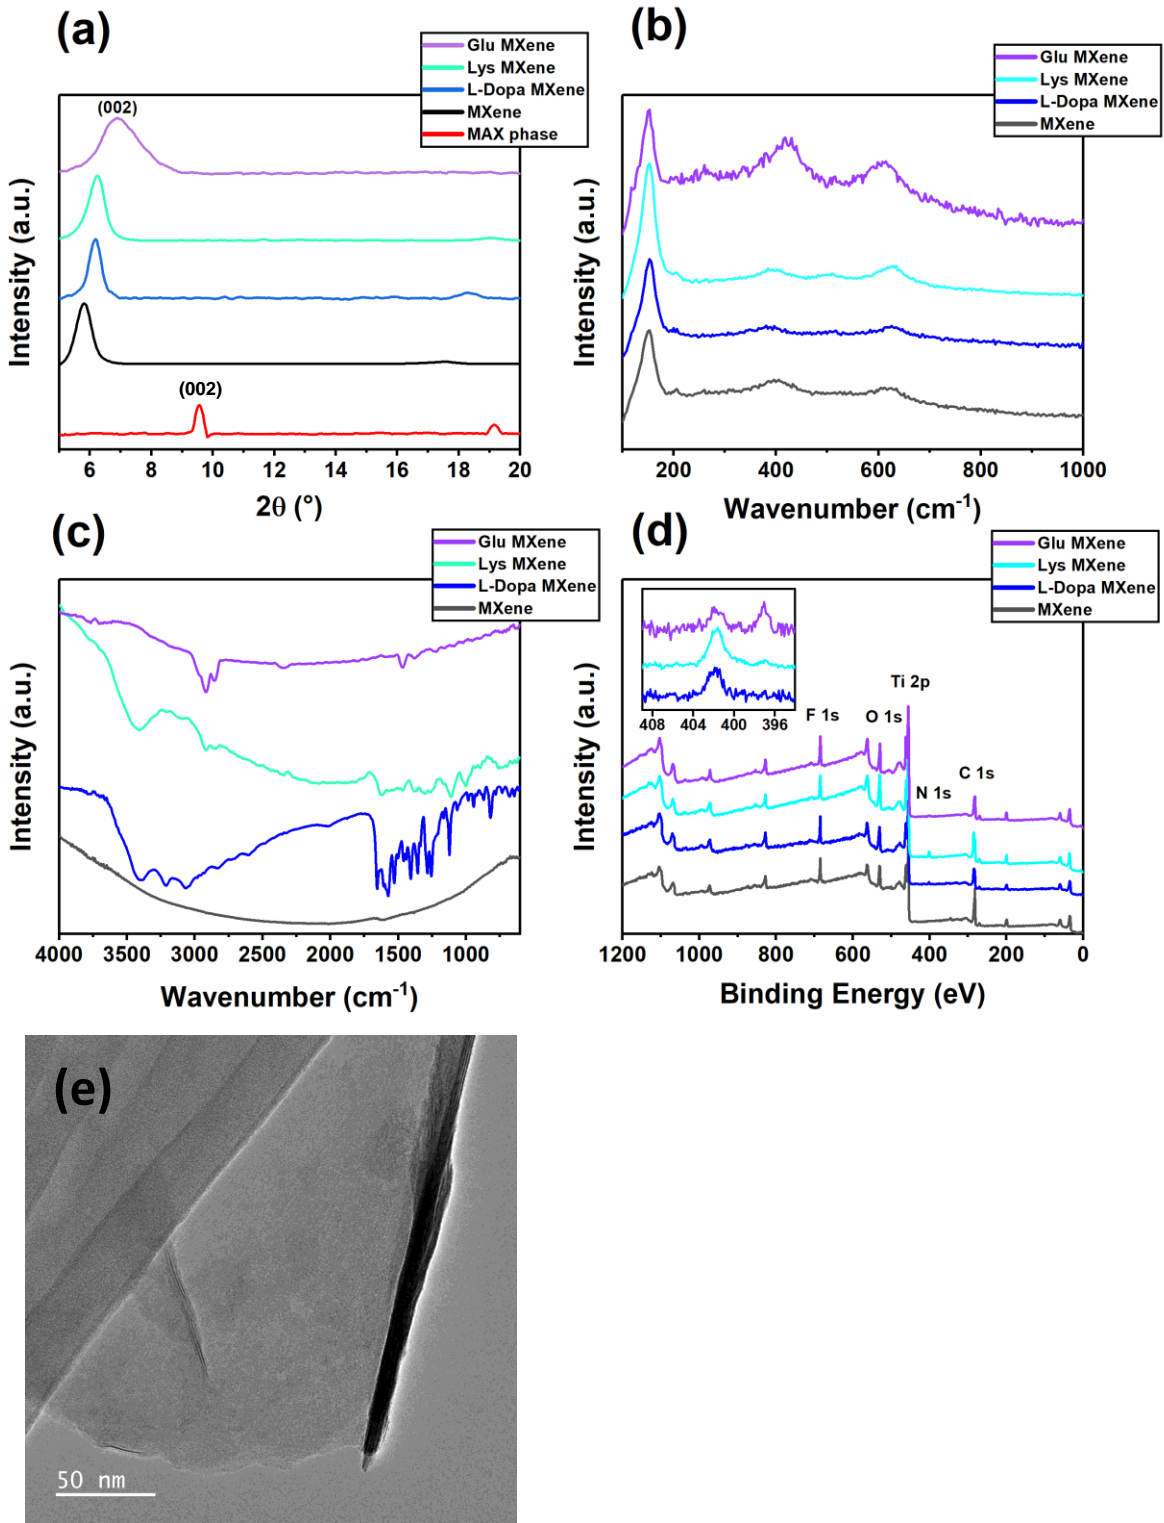 (a)
Glu MXene
Lys MXene
L-Dopa MXene
MXene
MAX phase
(002)
(002)
Intensity (a.u.)
6 8 10 12 14 16 18 20
2θ (°)
(b)
Glu MXene
Lys MXene
L-Dopa MXene
MXene
Intensity (a.u.)
200 400 600 800 1000
Wavenumber (cm⁻¹)
(c)
Glu MXene
Lys MXene
L-Dopa MXene
MXene
Intensity (a.u.)
4000 3500 3000 2500 2000 1500 1000
Wavenumber (cm⁻¹)
(d)
Glu MXene
Lys MXene
L-Dopa MXene
MXene
408 404 400 396
Ti 2p
F 1s
O 1s
N 1s
C 1s
Intensity (a.u.)
1200 1000 800 600 400 200 0
Binding Energy (eV)
(e)
50 nm